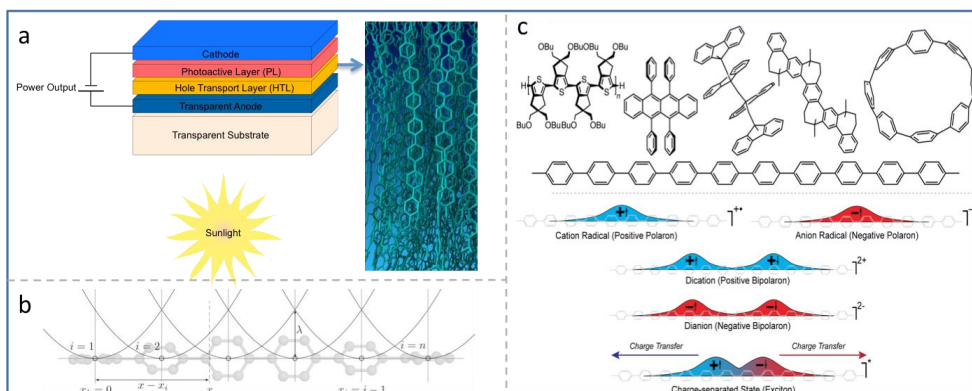 a
Cathode
Photoactive Layer (PL)
Power Output
Hole Transport Layer (HTL)
Transparent Anode
Transparent Substrate
Sunlight
b
λ
i = 1
i = 2
i = n
x − x_i
c
OBu OBu OBu OBu
S S
H n
S S
BuO OBuBuO OBu
+
Cation Radical (Positive Polaron)
+•
−
Anion Radical (Negative Polaron)
+ +
2+
Dication (Positive Bipolaron)
− −
2-
Dianion (Negative Bipolaron)
Charge Transfer Charge Transfer
+ −
*
Charge-separated State (Exciton)